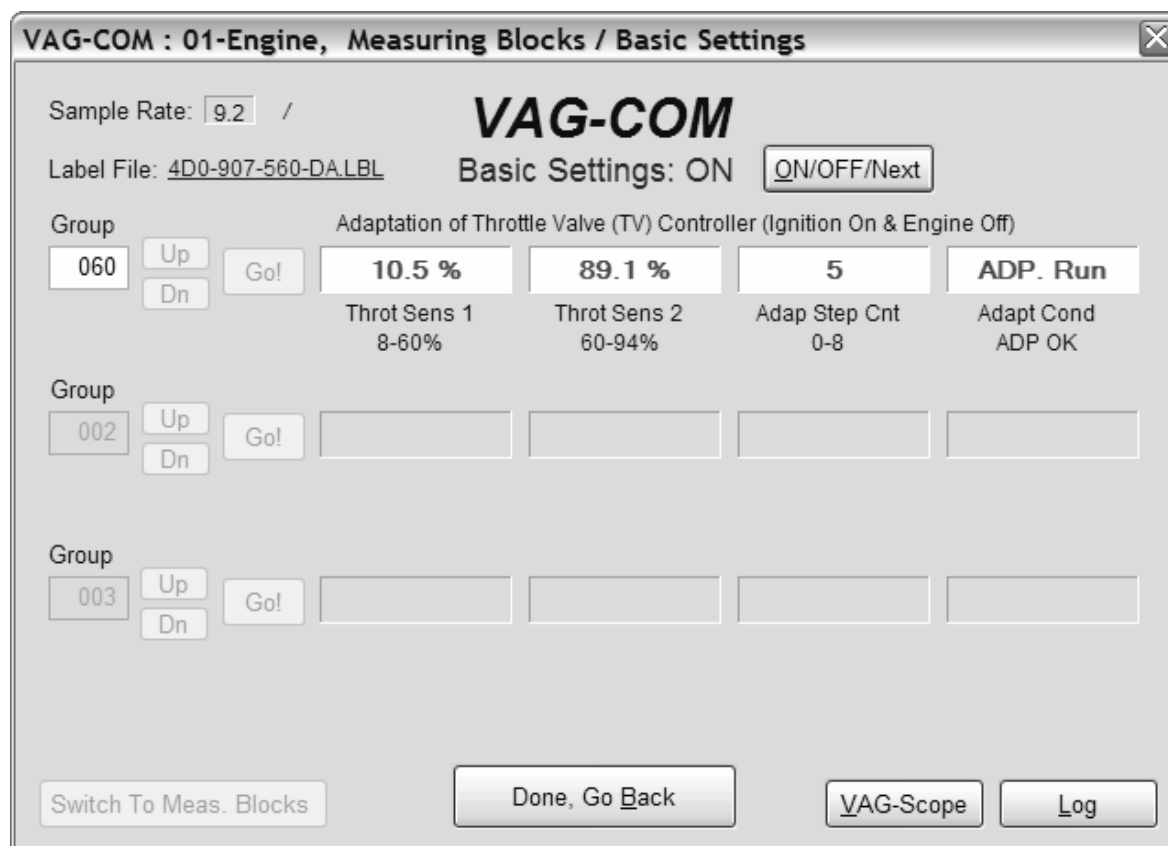 VAG-COM : 01-Engine, Measuring Blocks / Basic Settings
Sample Rate: 9.2 /
VAG-COM
Label File: 4D0-907-560-DA.LBL
Basic Settings: ON
ON/OFF/Next
Group
Adaptation of Throttle Valve (TV) Controller (Ignition On & Engine Off)
060
Up
Dn
Go!
10.5 %
89.1 %
5
ADP. Run
Throt Sens 1
Throt Sens 2
Adap Step Cnt
Adapt Cond
8-60%
60-94%
0-8
ADP OK
Group
002
Up
Dn
Go!
Group
003
Up
Dn
Go!
Switch To Meas. Blocks
Done, Go Back
VAG-Scope
Log